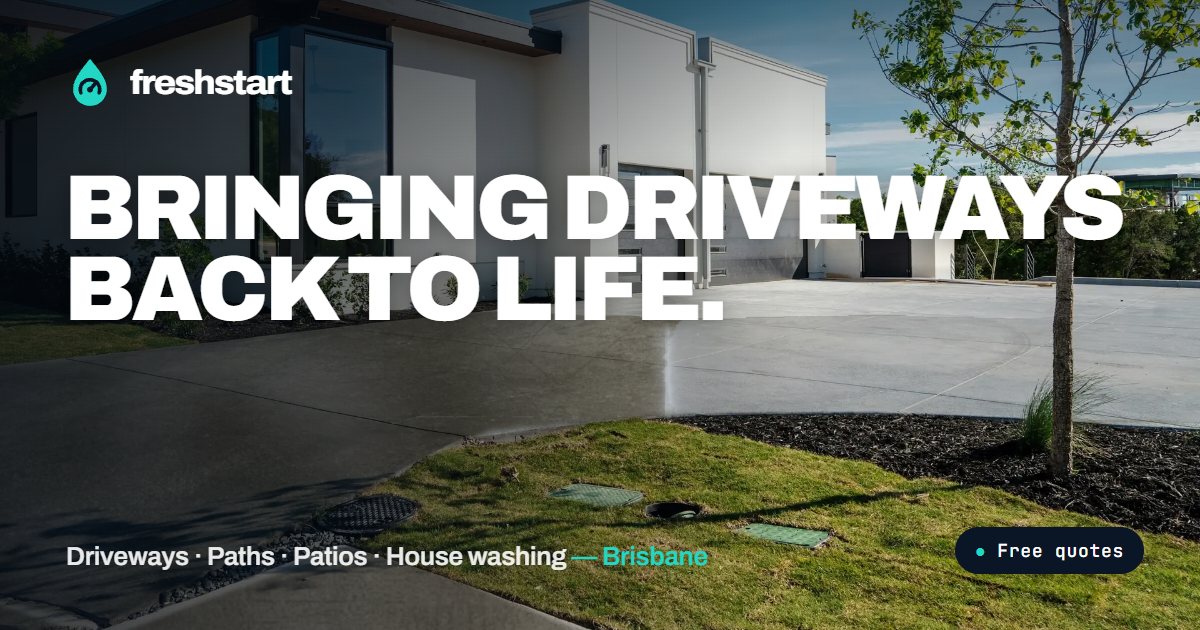 freshstart
BRINGING DRIVEWAYS
BACK TO LIFE.
Driveways · Paths · Patios · House washing — Brisbane
Free quotes